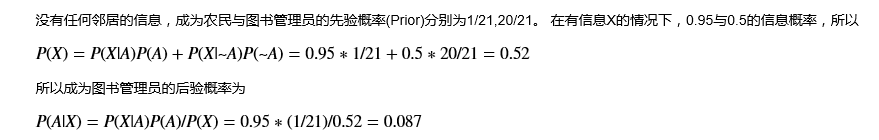 没有任何邻居的信息，成为农民与图书管理员的先验概率(Prior)分别为1/21,20/21。 在有信息X的情况下，0.95与0.5的信息概率，所以
P(X) = P(X|A)P(A) + P(X|~A)P(~A) = 0.95 * 1/21 + 0.5 * 20/21 = 0.52
所以成为图书管理员的后验概率为
P(A|X) = P(X|A)P(A)/P(X) = 0.95 * (1/21)/0.52 = 0.087